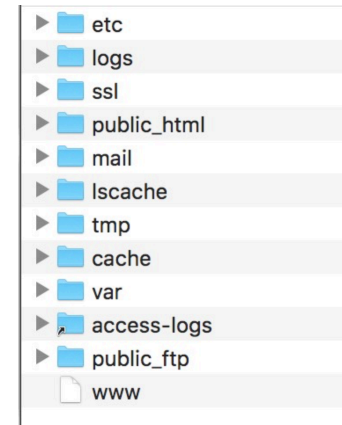 etc
logs
ssl
public_html
mail
lscache
tmp
cache
var
access-logs
public_ftp
www